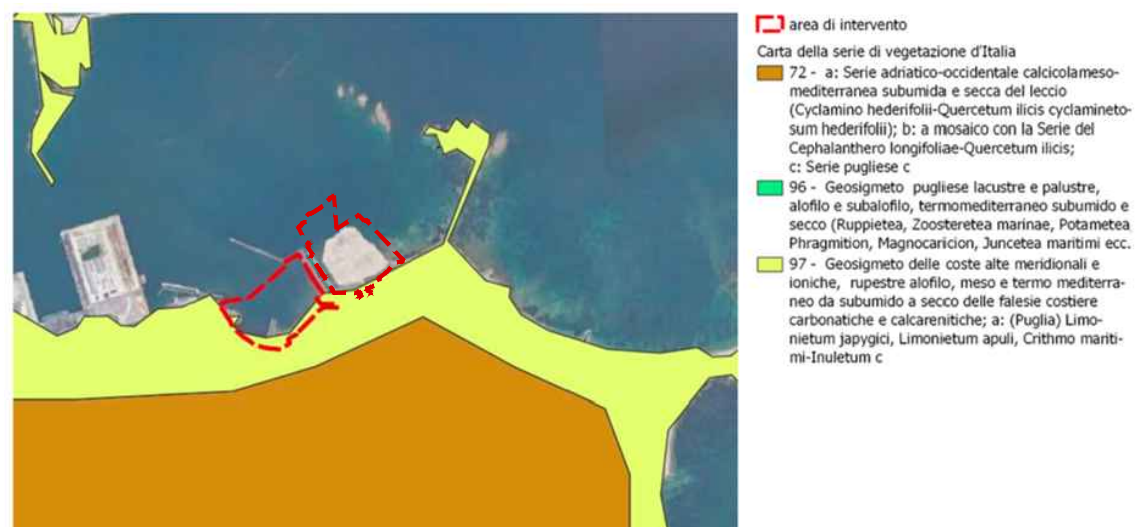 area di intervento
Carta della serie di vegetazione d'Italia
72 - a: Serie adriatico-occidentale calcicolameso-
mediterranea subumida e secca del leccio
(Cyclamino hederifolii-Quercetum ilicis cyclamineto-
sum hederifolii); b: a mosaico con la Serie del
Cephalanthero longifoliae-Quercetum ilicis;
c: Serie pugliese c
96 - Geosigmeto pugliese lacustre e palustre,
alofilo e subalofilo, termomediterraneo subumido e
secco (Ruppietea, Zoosteretea marinae, Potametea
Phragmition, Magnocaricion, Juncetea maritimi ecc.
97 - Geosigmeto delle coste alte meridionali e
ioniche, rupestre alofilo, meso e termo mediterra-
neo da subumido a secco delle falesie costiere
carbonatiche e calcarenitiche; a: (Puglia) Limo-
nietum japygici, Limonietum apuli, Crithmo mariti-
mi-Inuletum c